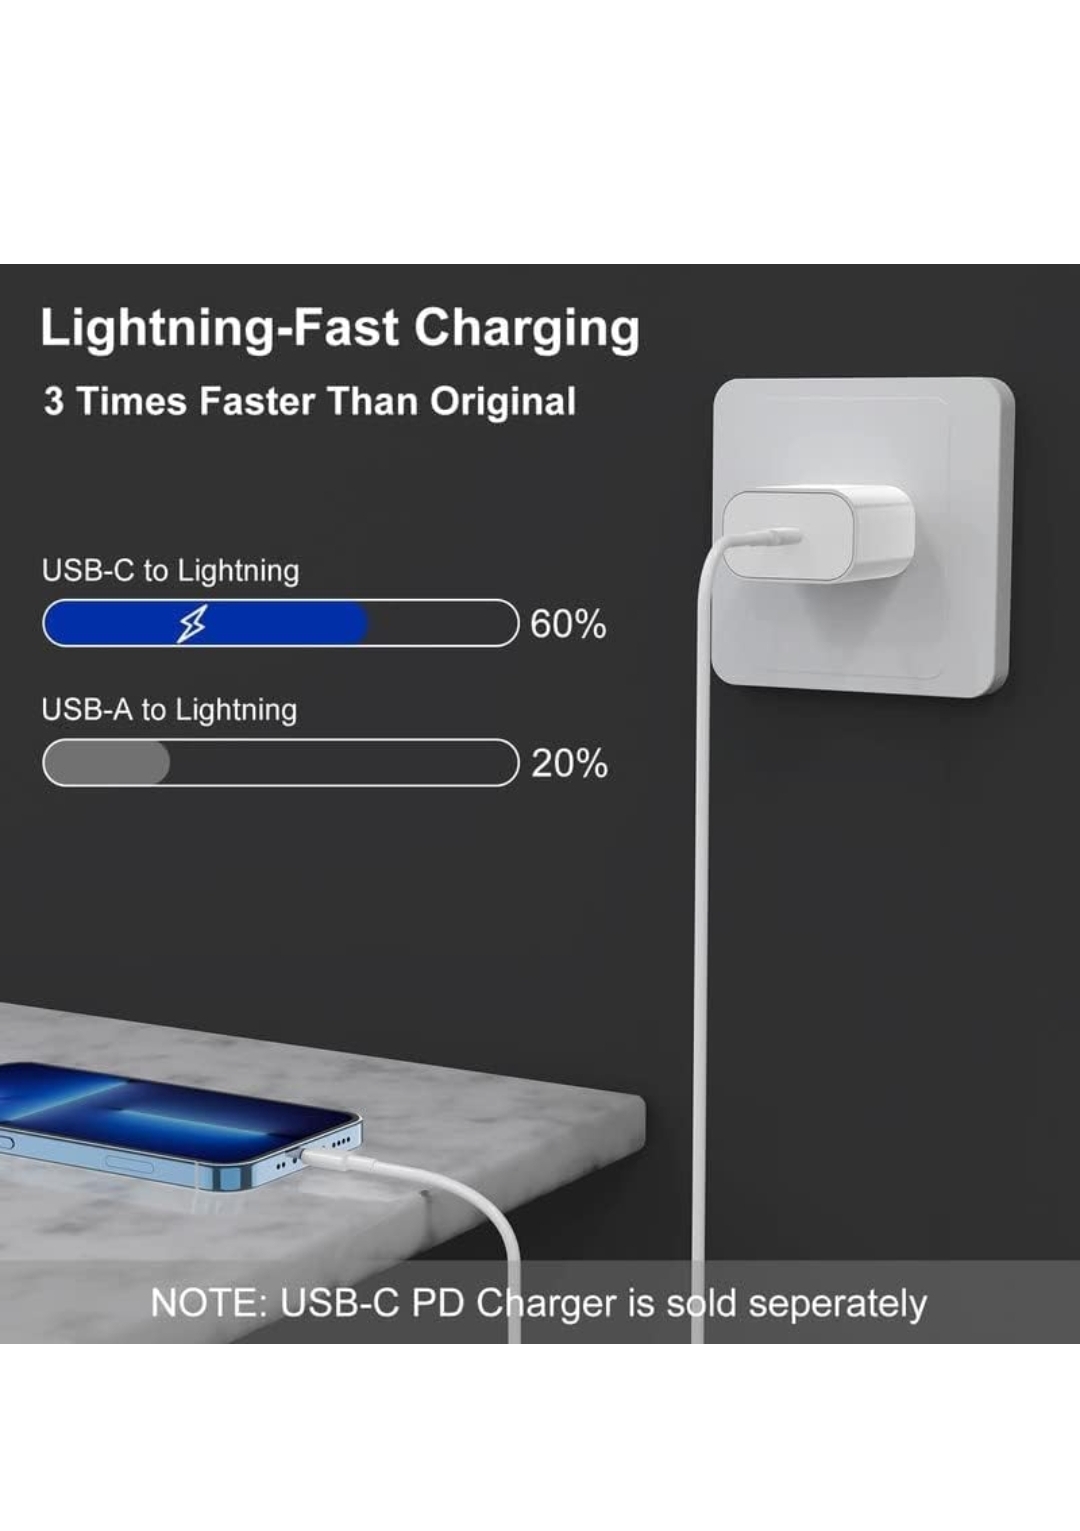 Lightning-Fast Charging
3 Times Faster Than Original
USB-C to Lightning
60%
USB-A to Lightning
20%
NOTE: USB-C PD Charger is sold seperately